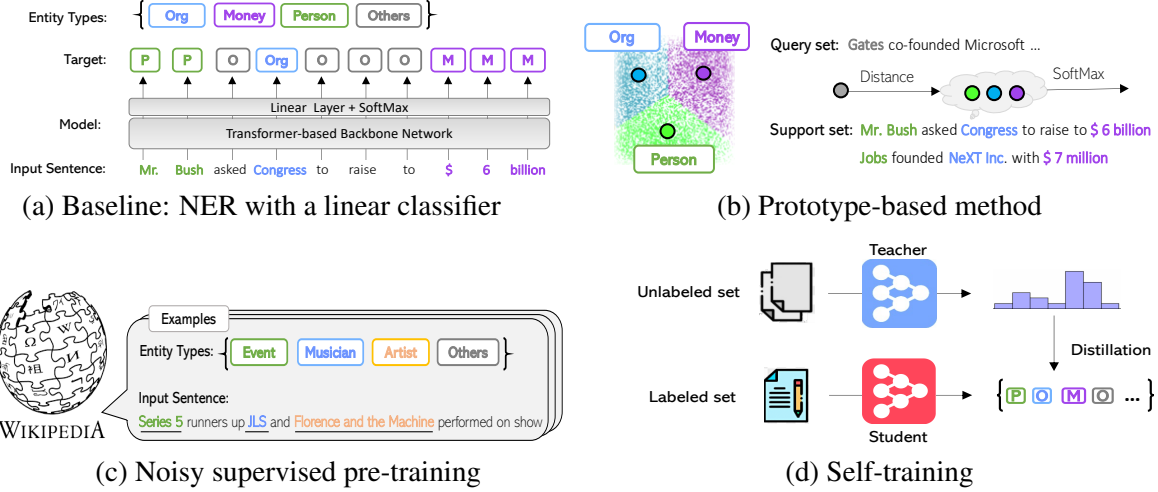 Entity Types: { Org Money Person Others }
Target: P P O Org O O O M M M
Linear Layer + SoftMax
Model:
Transformer-based Backbone Network
Input Sentence: Mr. Bush asked Congress to raise to $ 6 billion
(a) Baseline: NER with a linear classifier
Org Money
Person
Query set: Gates co-founded Microsoft ...
Distance
SoftMax
Support set: Mr. Bush asked Congress to raise to $ 6 billion
Jobs founded NeXT Inc. with $ 7 million
(b) Prototype-based method
Ω W И 祖
WIKIPEDIA
Examples
Entity Types: { Event Musician Artist Others }
Input Sentence:
Series 5 runners up JLS and Florence and the Machine performed on show
(c) Noisy supervised pre-training
Teacher
Unlabeled set
Distillation
Labeled set
{ P O M O ... }
Student
(d) Self-training